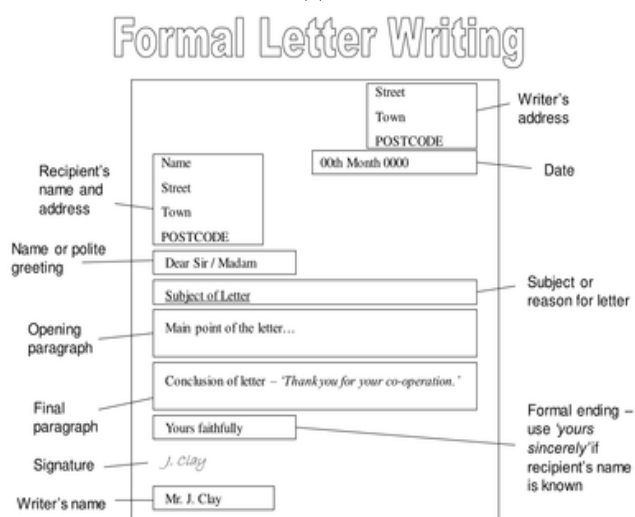 Formal Letter Writing
Street
Town
POSTCODE
Writer's
address
00th Month 0000
Date
Recipient's
name and
address
Name
Street
Town
POSTCODE
Name or polite
greeting
Dear Sir / Madam
Subject of Letter
Subject or
reason for letter
Opening
paragraph
Main point of the letter…
Final
paragraph
Conclusion of letter – 'Thank you for your co-operation.'
Yours faithfully
Formal ending –
use 'yours
sincerely' if
recipient's name
is known
Signature
J. Clay
Writer's name
Mr. J. Clay